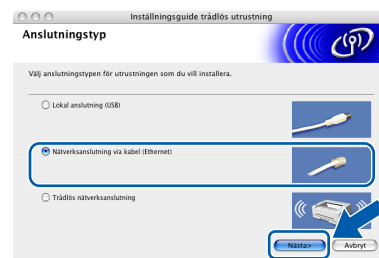 Inställningsguide trådlös utrustning
Anslutningstyp
Välj anslutningstypen för utrustningen som du vill installera.
Lokal anslutning (USB)
Nätverksanslutning via kabel (Ethernet)
Trådlös nätverksanslutning
Nästa>
Avbryt